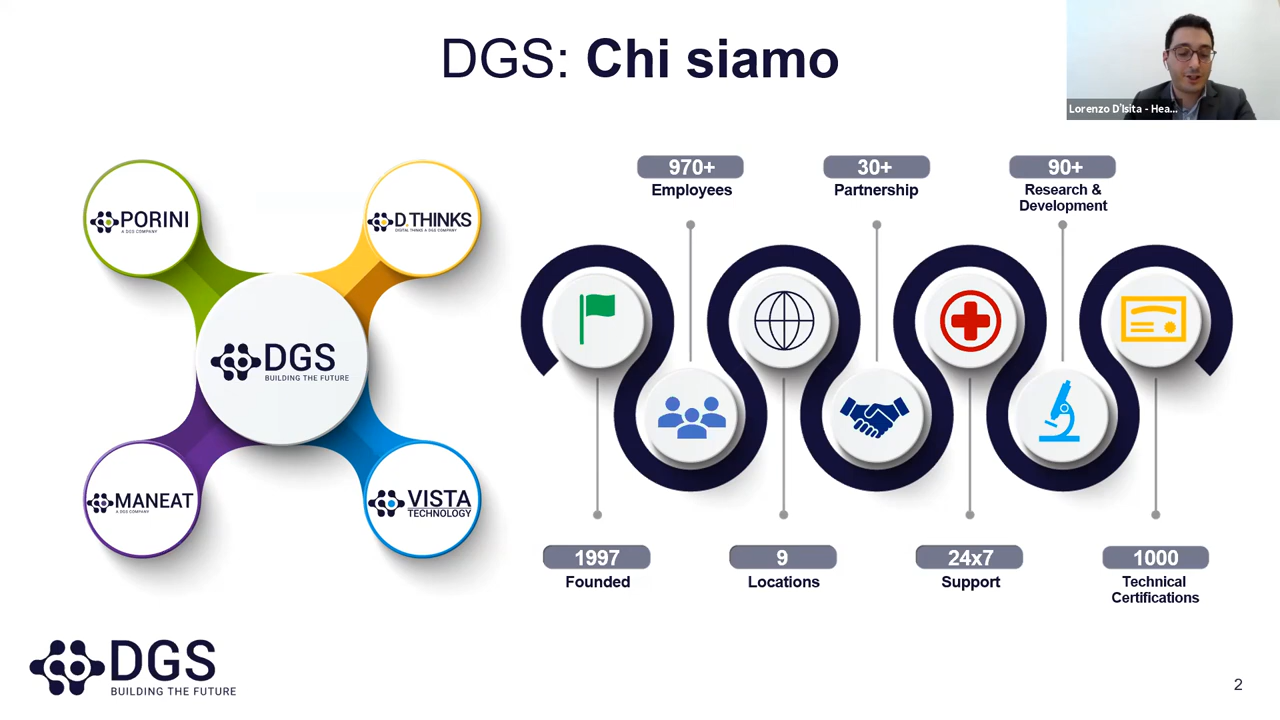 DGS: Chi siamo
Lorenzo D'Isita - Hea...
PORINI
A DGS COMPANY
D.THINKS
DIGITAL THINKS A DGS COMPANY
DGS
BUILDING THE FUTURE
MANEAT
A DGS COMPANY
VISTA
TECHNOLOGY
970+
Employees
30+
Partnership
90+
Research &
Development
1997
Founded
9
Locations
24x7
Support
1000
Technical
Certifications
DGS
BUILDING THE FUTURE
2